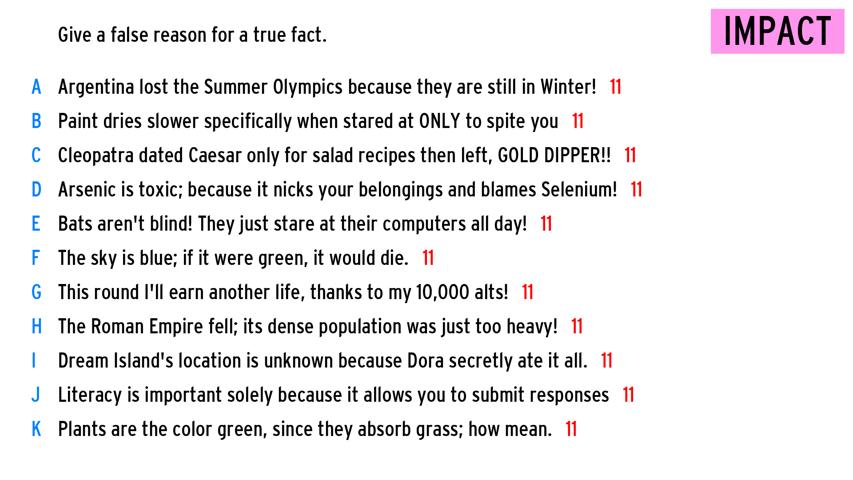 Give a false reason for a true fact.
IMPACT
A Argentina lost the Summer Olympics because they are still in Winter! 11
B Paint dries slower specifically when stared at ONLY to spite you 11
C Cleopatra dated Caesar only for salad recipes then left, GOLD DIPPER!! 11
D Arsenic is toxic; because it nicks your belongings and blames Selenium! 11
E Bats aren't blind! They just stare at their computers all day! 11
F The sky is blue; if it were green, it would die. 11
G This round I'll earn another life, thanks to my 10,000 alts! 11
H The Roman Empire fell; its dense population was just too heavy! 11
I Dream Island's location is unknown because Dora secretly ate it all. 11
J Literacy is important solely because it allows you to submit responses 11
K Plants are the color green, since they absorb grass; how mean. 11